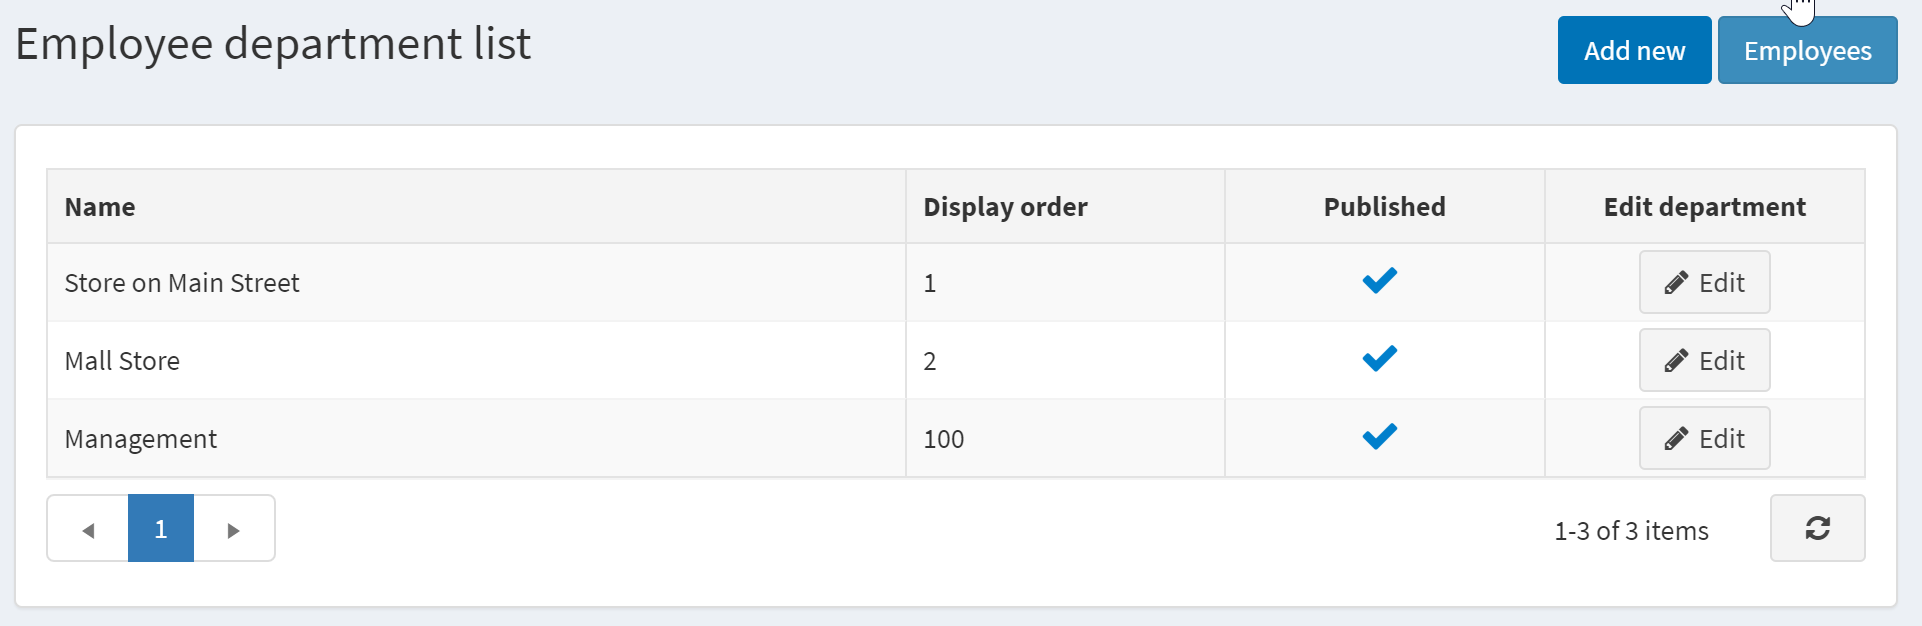 Employee department list
Add new
Employees
Name Display order Published Edit department
Store on Main Street 1 Edit
Mall Store 2 Edit
Management 100 Edit
1 1-3 of 3 items